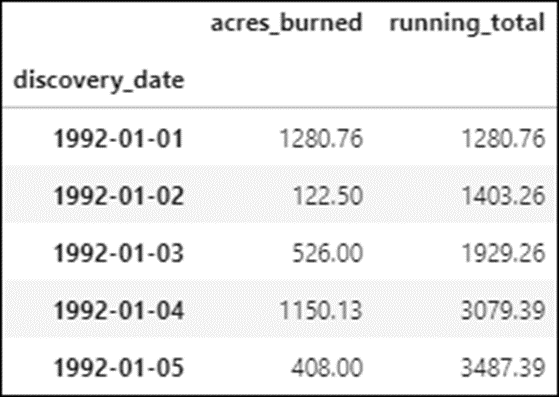 acres_burned running_total
discovery_date
1992-01-01 1280.76 1280.76
1992-01-02 122.50 1403.26
1992-01-03 526.00 1929.26
1992-01-04 1150.13 3079.39
1992-01-05 408.00 3487.39